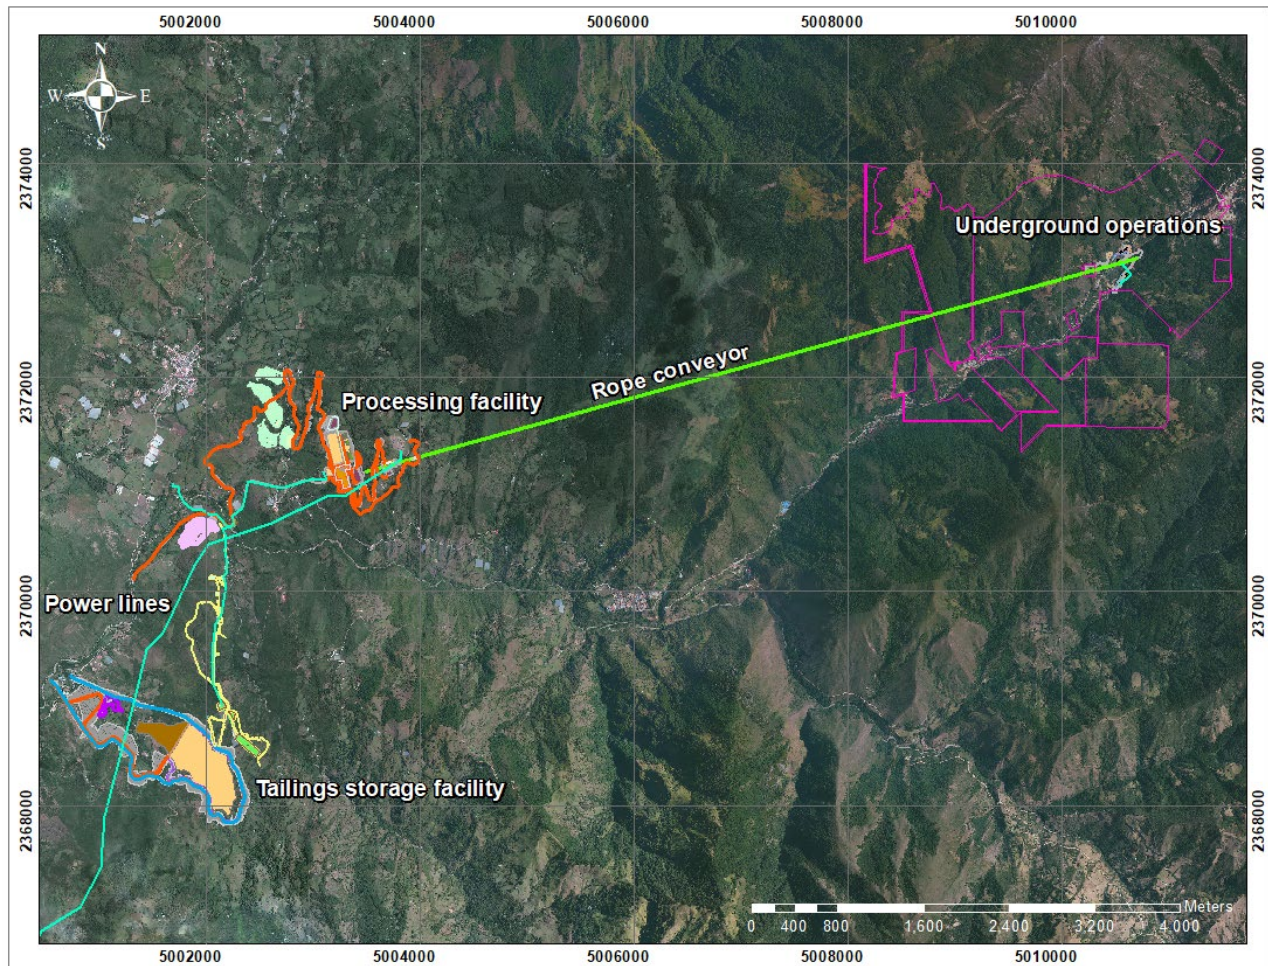 5002000 5004000 5006000 5008000 5010000
N
W E
S
2374000 2374000
Underground operations
Rope conveyor
2372000 2372000
Processing facility
2370000 2370000
Power lines
Tailings storage facility
2368000 2368000
Meters
0 400 800 1,600 2,400 3,200 4,000
5002000 5004000 5006000 5008000 5010000